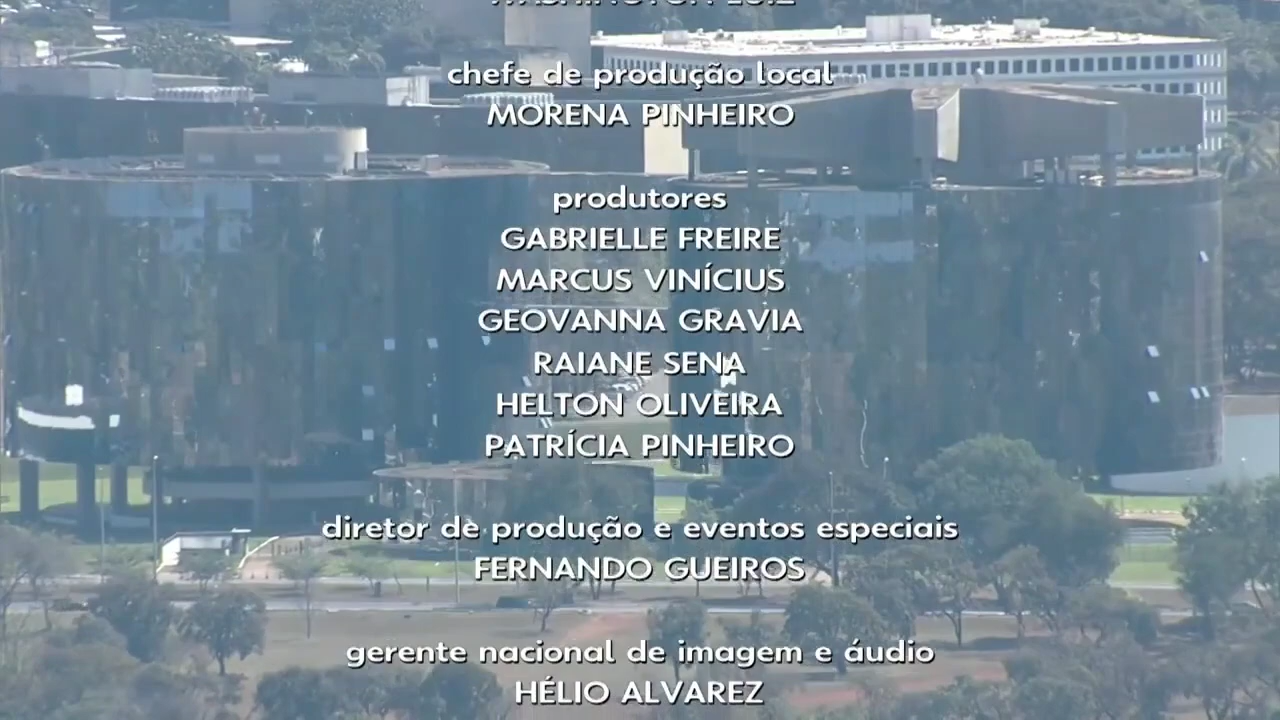 chefe de produção local
MORENA PINHEIRO
produtores
GABRIELLE FREIRE
MARCUS VINÍCIUS
GEOVANNA GRAVIA
RAIANE SENA
HELTON OLIVEIRA
PATRÍCIA PINHEIRO
diretor de produção e eventos especiais
FERNANDO GUEIROS
gerente nacional de imagem e áudio
HÉLIO ALVAREZ